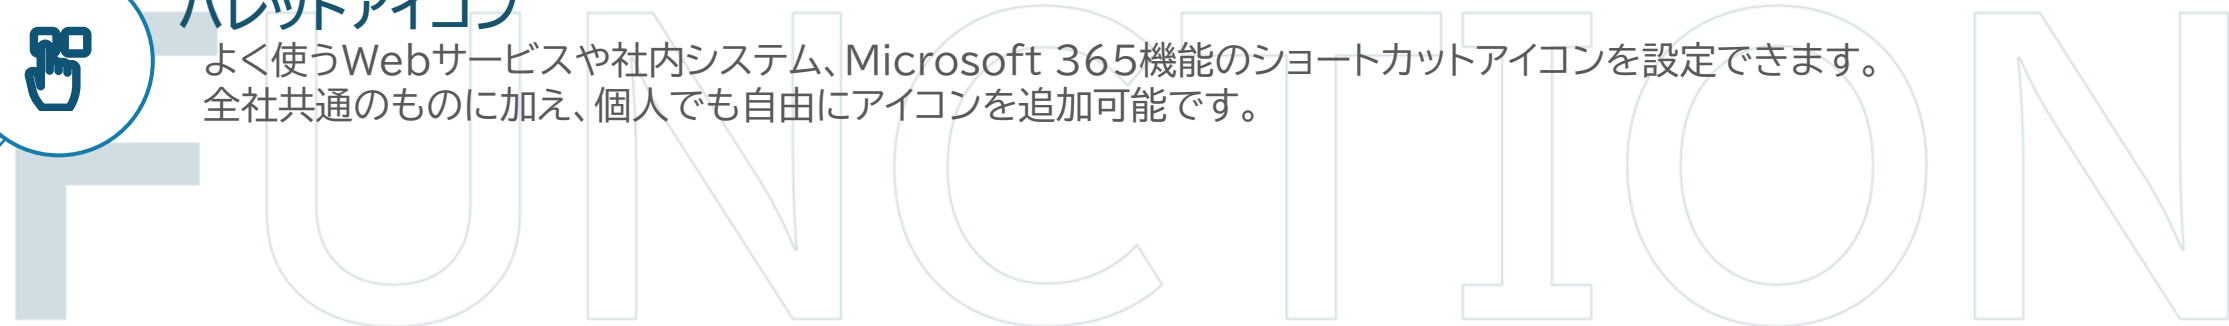 パレットアイコン
よく使うWebサービスや社内システム、Microsoft 365機能のショートカットアイコンを設定できます。
全社共通のものに加え、個人でも自由にアイコンを追加可能です。
FUNCTION